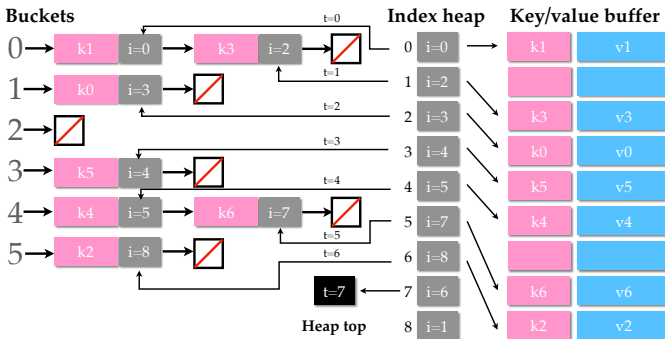 Buckets
t=0
Index heap
Key/value buffer
0 k1 i=0 k3 i=2 0 i=0 k1 v1
t=1
1 k0 i=3 1 i=2
t=2
2 2 i=3 k3 v3
t=3
3 k5 i=4 3 i=4 k0 v0
t=4
4 k4 i=5 k6 i=7 4 i=5 k5 v5
t=5
5 k2 i=8 5 i=7 k4 v4
t=6
6 i=8
t=7 7 i=6 k6 v6
Heap top 8 i=1 k2 v2